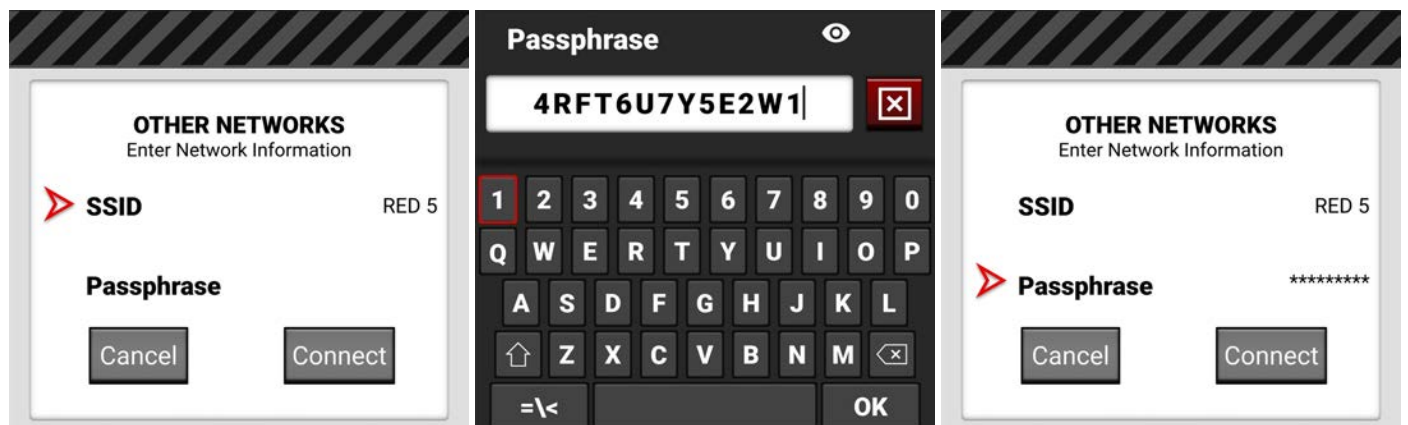 OTHER NETWORKS
Enter Network Information
SSID RED 5
Passphrase
Cancel Connect
Passphrase
4RFT6U7Y5E2W1
1 2 3 4 5 6 7 8 9 0
Q W E R T Y U I O P
A S D F G H J K L
Z X C V B N M
=\< OK
OTHER NETWORKS
Enter Network Information
SSID RED 5
Passphrase *********
Cancel Connect